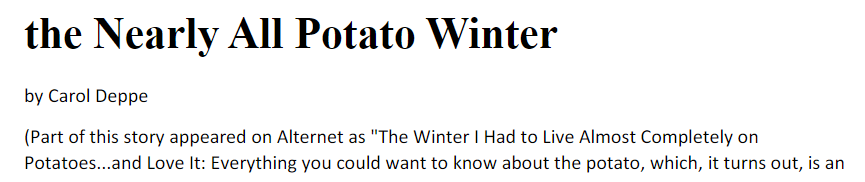 the Nearly All Potato Winter
by Carol Deppe
(Part of this story appeared on Alternet as "The Winter I Had to Live Almost Completely on
Potatoes...and Love It: Everything you could want to know about the potato, which, it turns out, is an